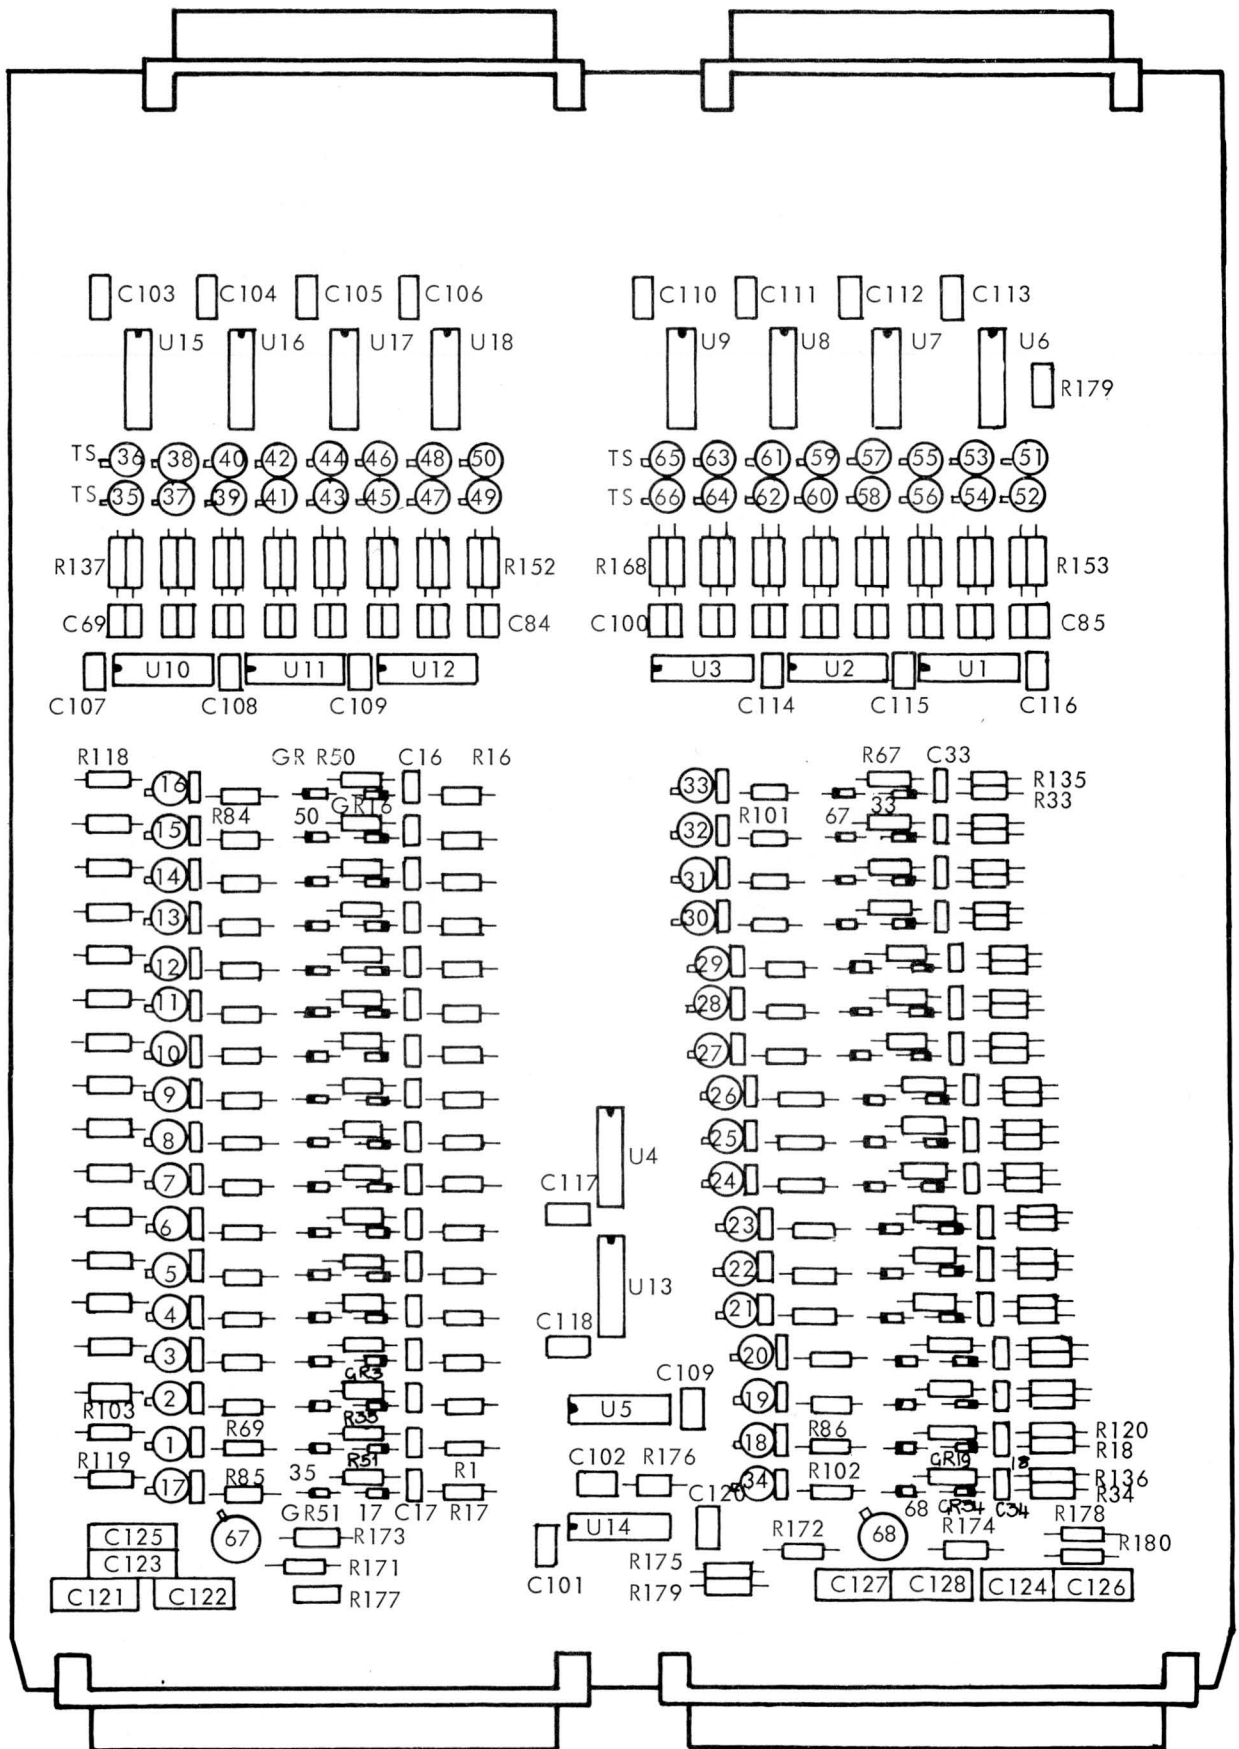 C103 C104 C105 C106 C110 C111 C112 C113
U15 U16 U17 U18 U9 U8 U7 U6
R179
TS 36 38 40 42 44 46 48 50 TS 65 63 61 59 57 55 53 51
TS 35 37 39 41 43 45 47 49 TS 66 64 62 60 58 56 54 52
R137 R152 R168 R153
C69 C84 C100 C85
U10 U11 U12 U3 U2 U1
C107 C108 C109 C114 C115 C116
R118 GR R50 C16 R16 R67 C33
16 33 R135
GR16 R33
R84 50 R101 67 33
15 32
14 31
13 30
12 29
11 28
10 27
9 26
8 25
U4
7 24
C117
6 23
5 22
U13
4 21
C118
3 20
GR3 C109
2 19
R103 R35 U5
R69 R86 R120
1 18 R18
R119 R51 C102 R176 GR19 18
17 R85 35 R1 34 R102 R136
R34
GR51 17 C17 R17 C120 68 GR34 C34 R178
C125 67 R173 U14 R172 68 R174 R180
C123 R171 R175
C121 C122 R177 C101 R179 C127 C128 C124 C126